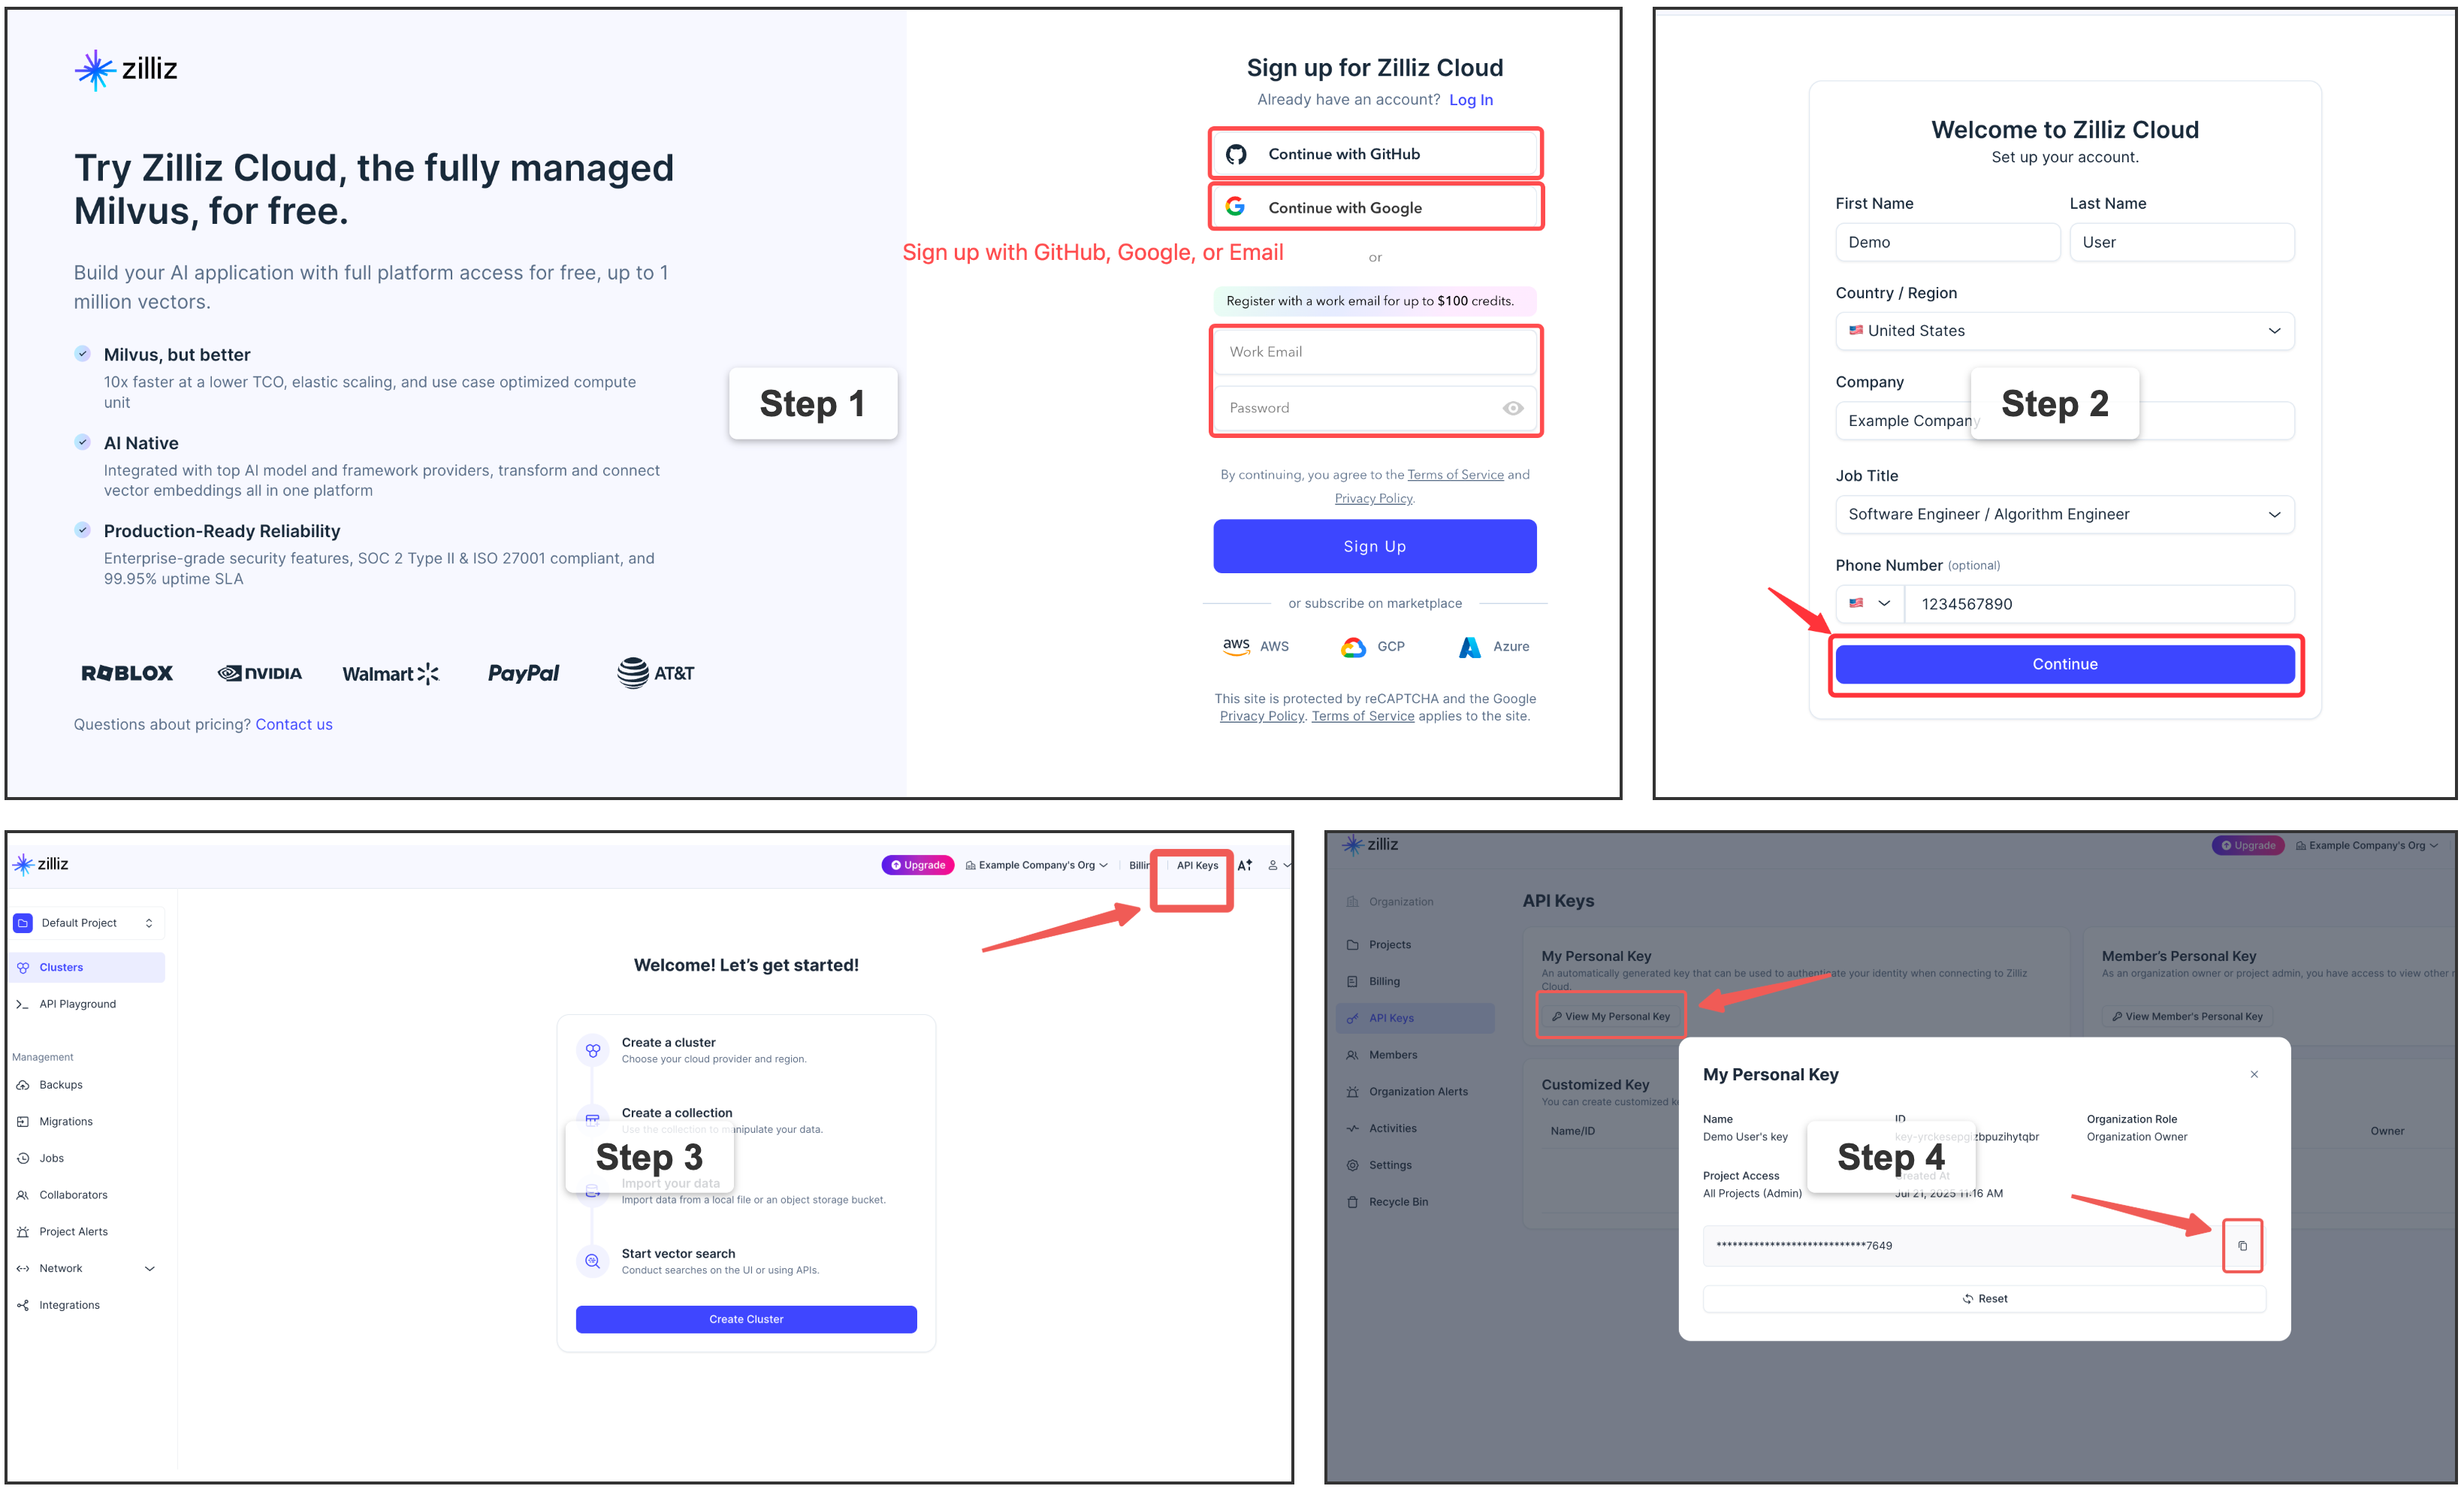 zilliz
Try Zilliz Cloud, the fully managed
Milvus, for free.
Build your AI application with full platform access for free, up to 1
million vectors.
Milvus, but better
10x faster at a lower TCO, elastic scaling, and use case optimized compute
unit
AI Native
Integrated with top AI model and framework providers, transform and connect
vector embeddings all in one platform
Production-Ready Reliability
Enterprise-grade security features, SOC 2 Type II & ISO 27001 compliant, and
99.95% uptime SLA
ROBLOX NVIDIA Walmart PayPal AT&T
Questions about pricing? Contact us
Step 1
Sign up for Zilliz Cloud
Already have an account? Log In
Continue with GitHub
Continue with Google
Sign up with GitHub, Google, or Email
or
Register with a work email for up to $100 credits.
Work Email
Password
By continuing, you agree to the Terms of Service and
Privacy Policy.
Sign Up
or subscribe on marketplace
aws AWS GCP Azure
This site is protected by reCAPTCHA and the Google
Privacy Policy. Terms of Service applies to the site.
Welcome to Zilliz Cloud
Set up your account.
First Name Last Name
Demo User
Country / Region
United States
Company
Example Company
Step 2
Job Title
Software Engineer / Algorithm Engineer
Phone Number (optional)
1234567890
Continue
zilliz
Upgrade Example Company's Org API Keys
Default Project
Clusters
API Playground
Management
Backups
Migrations
Jobs
Collaborators
Project Alerts
Network
Integrations
Welcome! Let's get started!
Create a cluster
Choose your cloud provider and region.
Create a collection
Use the collection to manipulate your data.
Step 3
Import your data
Import data from a local file or an object storage bucket.
Start vector search
Conduct searches on the UI or using APIs.
Create Cluster
zilliz
Upgrade Example Company's Org
Organization
Projects
Billing
API Keys
Members
Organization Alerts
Activities
Settings
Recycle Bin
API Keys
My Personal Key
An automatically generated key that can be used to authenticate your identity when connecting to Zilliz
Cloud.
View My Personal Key
Member's Personal Key
As an organization owner or project admin, you have access to view other
View Member's Personal Key
Customized Key
You can create customized
Name/ID
Owner
My Personal Key
Name ID Organization Role
Demo User's key Organization Owner
Step 4
Project Access Created At
All Projects (Admin) Jul 21, 2025 11:16 AM
****************************7649
Reset